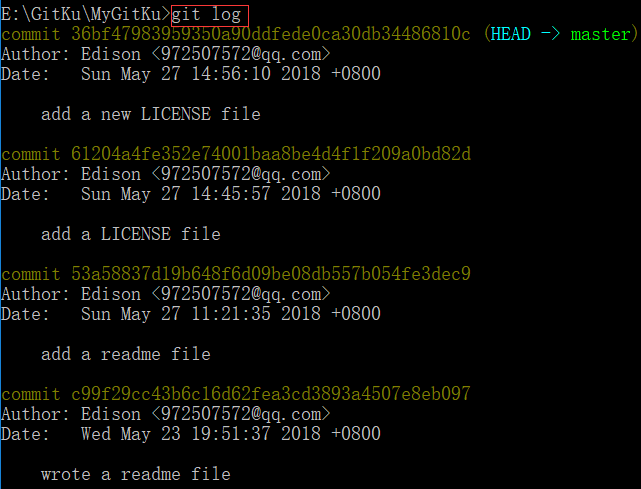 E:\GitKu\MyGitKu>git log
commit 36bf47983959350a90ddfede0ca30db34486810c (HEAD -> master)
Author: Edison <972507572@qq.com>
Date:   Sun May 27 14:56:10 2018 +0800
    add a new LICENSE file
commit 61204a4fe352e74001baa8be4d4f1f209a0bd82d
Author: Edison <972507572@qq.com>
Date:   Sun May 27 14:45:57 2018 +0800
    add a LICENSE file
commit 53a58837d19b648f6d09be08db557b054fe3dec9
Author: Edison <972507572@qq.com>
Date:   Sun May 27 11:21:35 2018 +0800
    add a readme file
commit c99f29cc43b6c16d62fea3cd3893a4507e8eb097
Author: Edison <972507572@qq.com>
Date:   Wed May 23 19:51:37 2018 +0800
    wrote a readme file